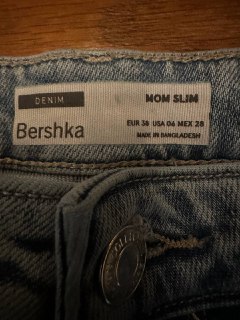 DENIM
MOM SLIM
Bershka
EUR 38 USA 06 MEX 28
MADE IN BANGLADESH